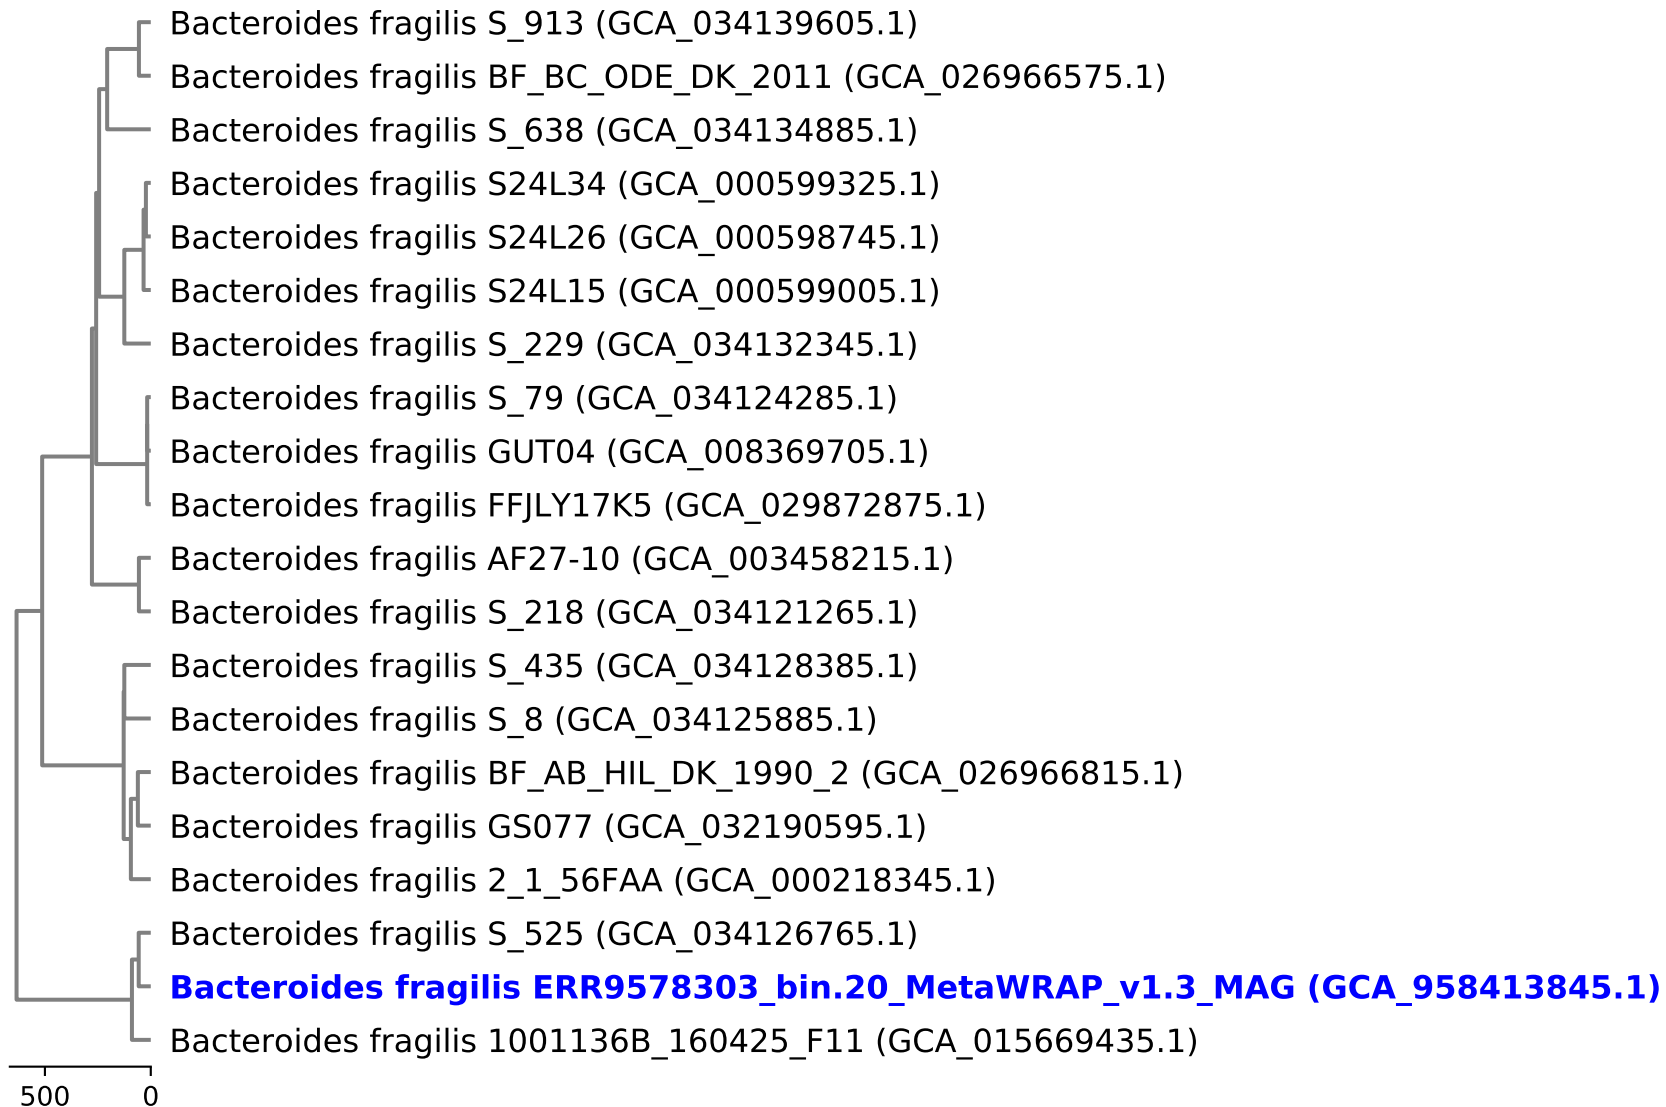 Bacteroides fragilis S_913 (GCA_034139605.1)
Bacteroides fragilis BF_BC_ODE_DK_2011 (GCA_026966575.1)
Bacteroides fragilis S_638 (GCA_034134885.1)
Bacteroides fragilis S24L34 (GCA_000599325.1)
Bacteroides fragilis S24L26 (GCA_000598745.1)
Bacteroides fragilis S24L15 (GCA_000599005.1)
Bacteroides fragilis S_229 (GCA_034132345.1)
Bacteroides fragilis S_79 (GCA_034124285.1)
Bacteroides fragilis GUT04 (GCA_008369705.1)
Bacteroides fragilis FFJLY17K5 (GCA_029872875.1)
Bacteroides fragilis AF27-10 (GCA_003458215.1)
Bacteroides fragilis S_218 (GCA_034121265.1)
Bacteroides fragilis S_435 (GCA_034128385.1)
Bacteroides fragilis S_8 (GCA_034125885.1)
Bacteroides fragilis BF_AB_HIL_DK_1990_2 (GCA_026966815.1)
Bacteroides fragilis GS077 (GCA_032190595.1)
Bacteroides fragilis 2_1_56FAA (GCA_000218345.1)
Bacteroides fragilis S_525 (GCA_034126765.1)
Bacteroides fragilis ERR9578303_bin.20_MetaWRAP_v1.3_MAG (GCA_958413845.1)
Bacteroides fragilis 1001136B_160425_F11 (GCA_015669435.1)
500 0